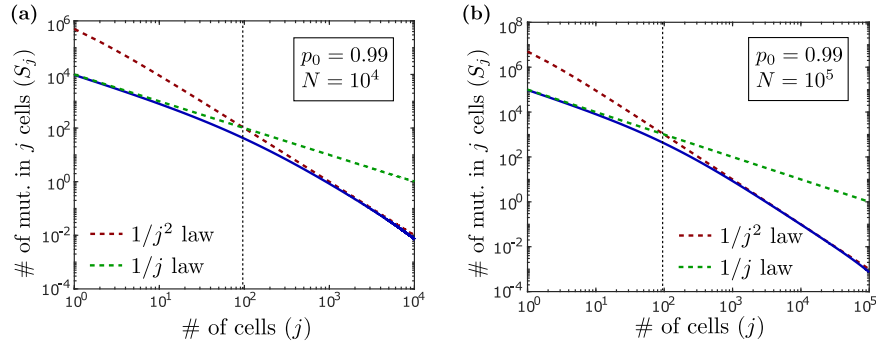 (a)
10^6
10^4
10^2
10^0
10^-2
10^-4
# of mut. in j cells (S_j)
p_0 = 0.99
N = 10^4
1/j^2 law
1/j law
10^0 10^1 10^2 10^3 10^4
# of cells (j)
(b)
10^8
10^6
10^4
10^2
10^0
10^-2
10^-4
# of mut. in j cells (S_j)
p_0 = 0.99
N = 10^5
1/j^2 law
1/j law
10^0 10^1 10^2 10^3 10^4 10^5
# of cells (j)